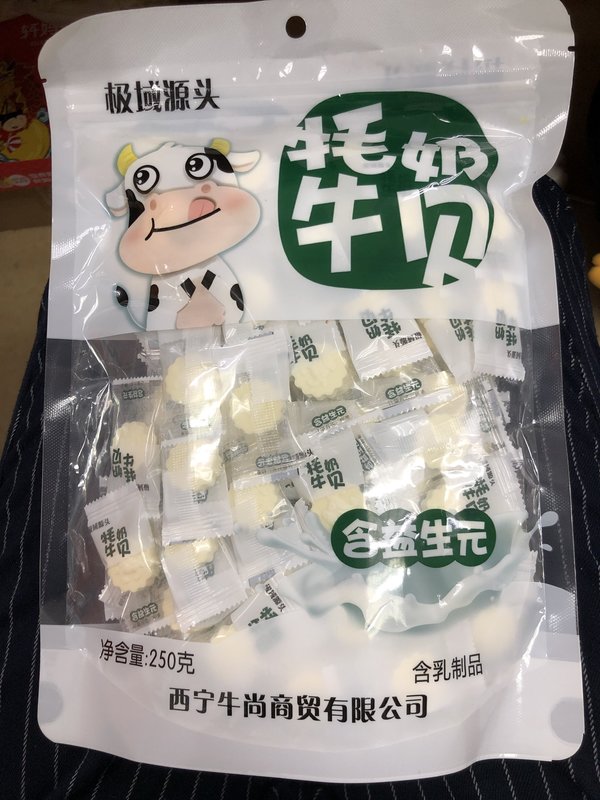 极域源头
牦牛
奶贝
含益生元
净含量:250克
含乳制品
西宁牛尚商贸有限公司